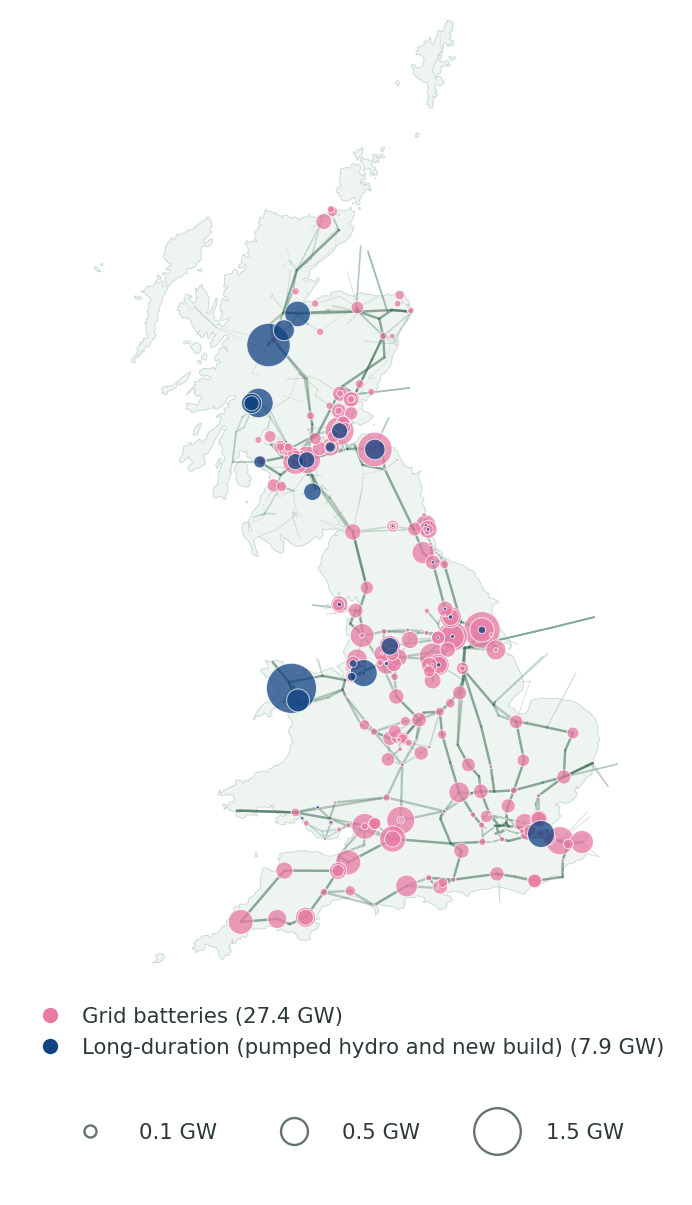 Grid batteries (27.4 GW)
Long-duration (pumped hydro and new build) (7.9 GW)
0.1 GW 0.5 GW 1.5 GW